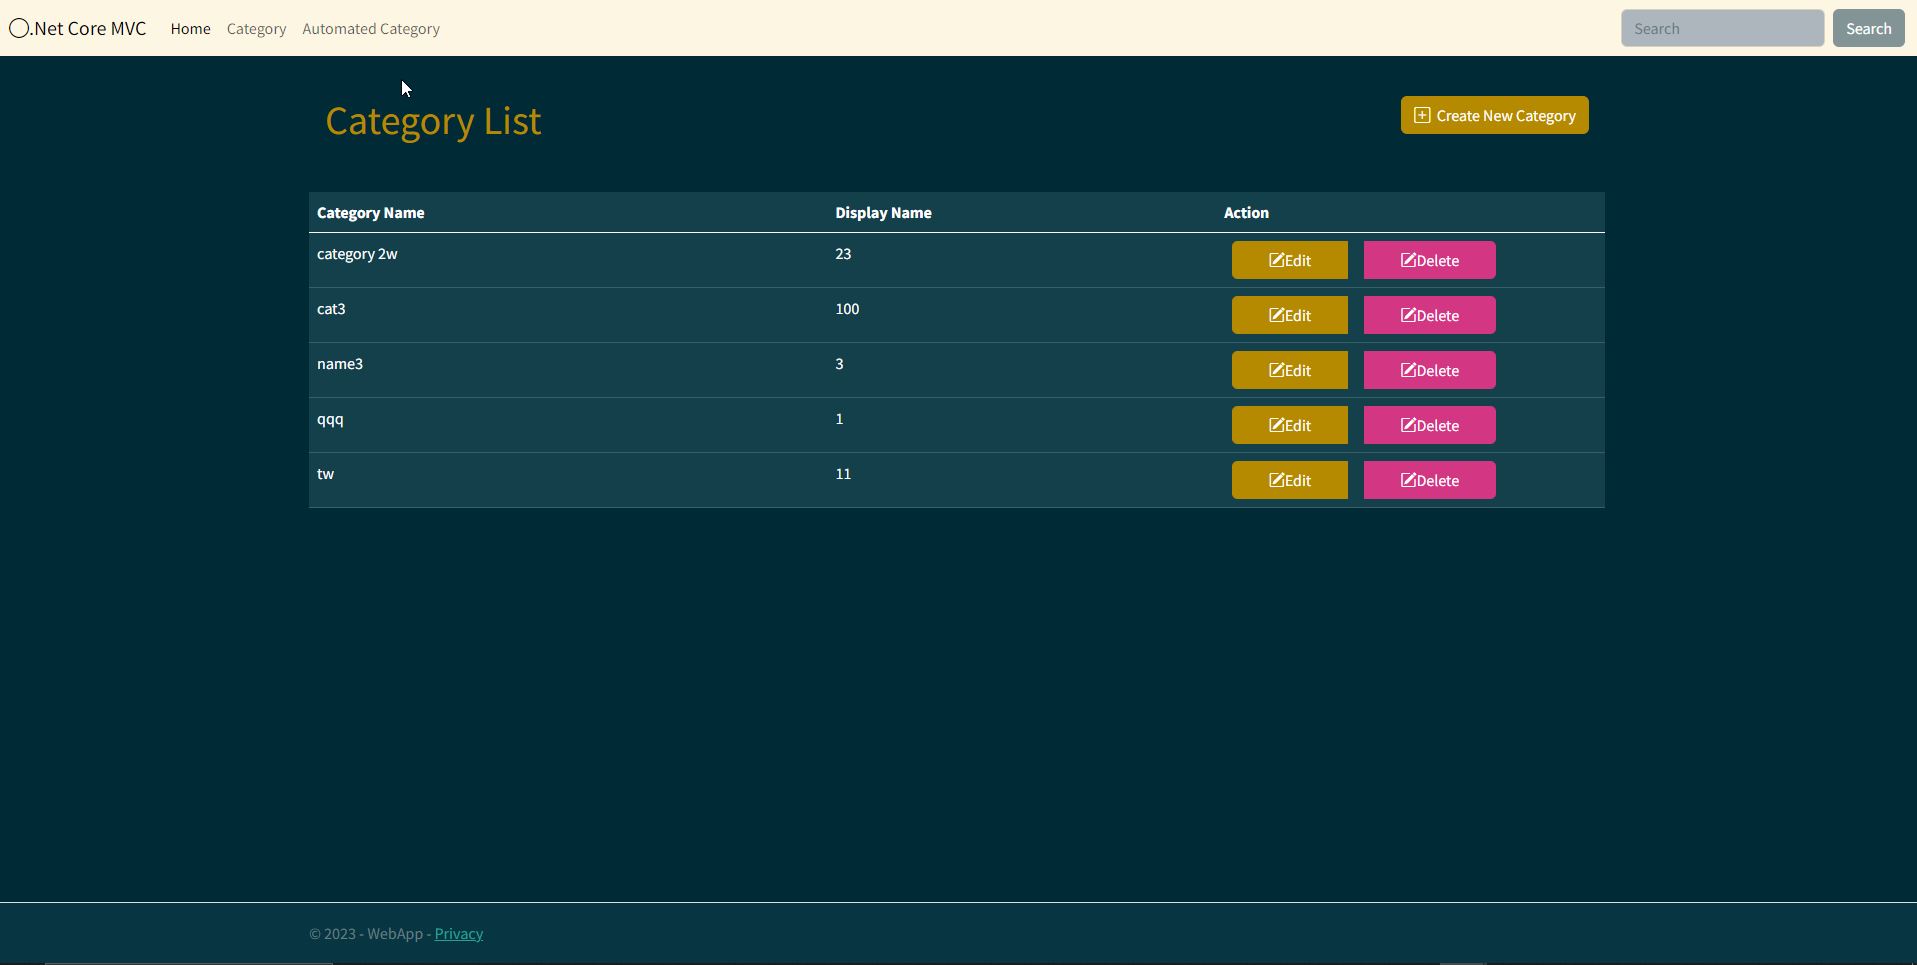 .Net Core MVC Home Category Automated Category Search Search
Category List Create New Category
Category Name Display Name Action
category 2w 23 Edit Delete
cat3 100 Edit Delete
name3 3 Edit Delete
qqq 1 Edit Delete
tw 11 Edit Delete
© 2023 - WebApp - Privacy